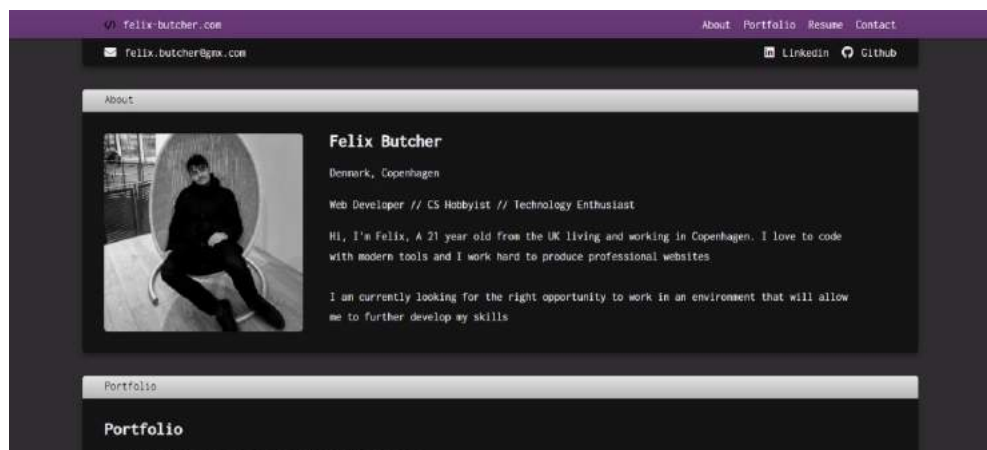 </> felix-butcher.com
About Portfolio Resume Contact
felix.butcher@gmx.com
Linkedin Github
About
Felix Butcher
Denmark, Copenhagen
Web Developer // CS Hobbyist // Technology Enthusiast
Hi, I'm Felix, A 21 year old from the UK living and working in Copenhagen. I love to code
with modern tools and I work hard to produce professional websites
I am currently looking for the right opportunity to work in an environment that will allow
me to further develop my skills
Portfolio
Portfolio